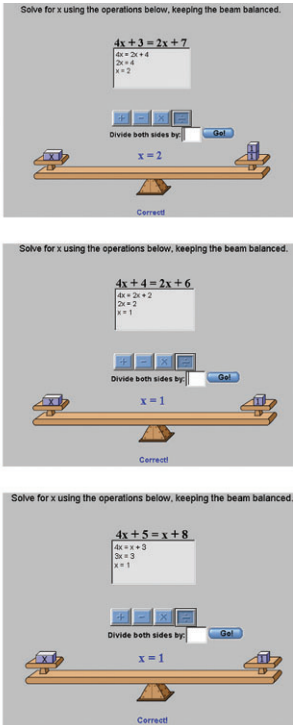 Solve for x using the operations below, keeping the beam balanced.
4x + 3 = 2x + 7
4x = 2x + 4
2x = 4
x = 2
+ − × ÷
Divide both sides by: Go!
x = 2
X
Correct!
Solve for x using the operations below, keeping the beam balanced.
4x + 4 = 2x + 6
4x = 2x + 2
2x = 2
x = 1
+ − × ÷
Divide both sides by: Go!
x = 1
X 1
Correct!
Solve for x using the operations below, keeping the beam balanced.
4x + 5 = x + 8
4x = x + 3
3x = 3
x = 1
+ − × ÷
Divide both sides by: Go!
x = 1
X 1
Correct!